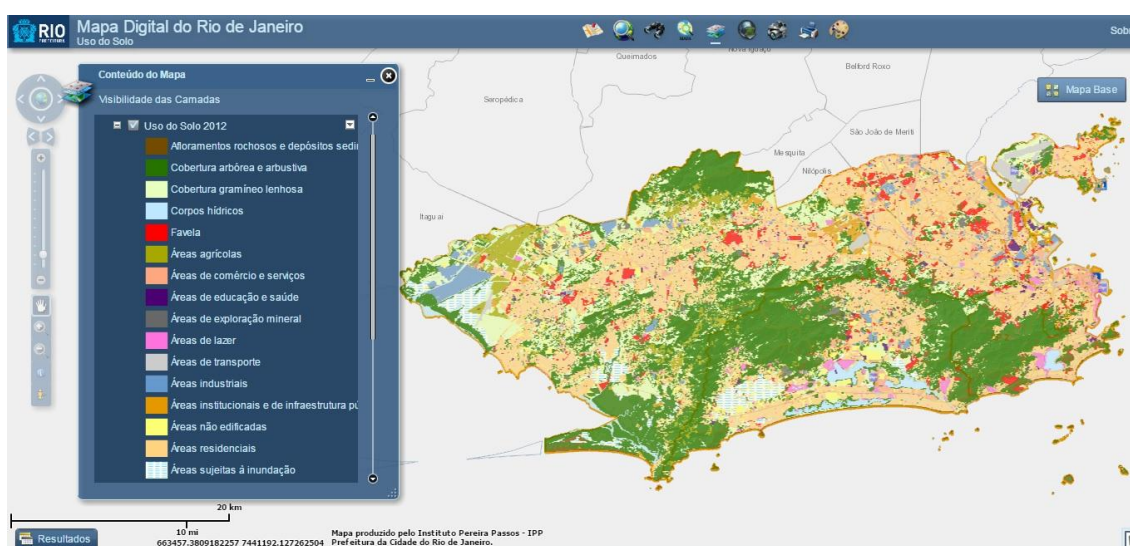 RIO
PREFEITURA
Mapa Digital do Rio de Janeiro
Uso do Solo
Sob
Conteúdo do Mapa
Visibilidade das Camadas
Uso do Solo 2012
Afloramentos rochosos e depósitos sedi
Cobertura arbórea e arbustiva
Cobertura gramíneo lenhosa
Corpos hídricos
Favela
Áreas agrícolas
Áreas de comércio e serviços
Áreas de educação e saúde
Áreas de exploração mineral
Áreas de lazer
Áreas de transporte
Áreas industriais
Áreas institucionais e de infraestrutura pú
Áreas não edificadas
Áreas residenciais
Áreas sujeitas à inundação
Mapa Base
Queimados
Nova Iguaçu
Belford Roxo
Seropédica
São João de Meriti
Mesquita
Nilópolis
Itaguaí
20 km
10 mi
Resultados
663457.3809182257 7441192.127262504
Mapa produzido pelo Instituto Pereira Passos - IPP
Prefeitura da Cidade do Rio de Janeiro.